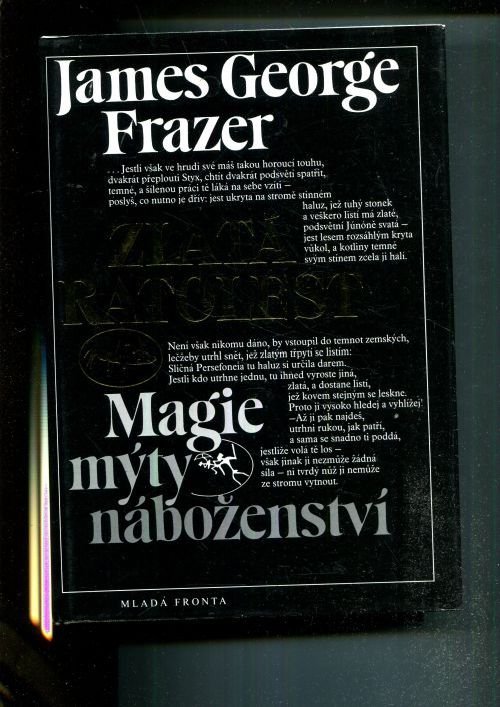 James George
Frazer
...Jestli však ve hrudi své máš takou horoucí touhu,
dvakrát přeplouti Styx, chtít dvakrát podsvětí spatřit,
temné, a šílenou práci tě láká na sebe vzíti –
poslyš, co nutno je dřív: jest ukryta na stromě stinném
haluz, jež tuhý stonek
a veškero listí má zlaté,
podsvětní Júnóně svatá –
jest lesem rozsáhlým kryta
vůkol, a kotliny temné
svým stínem zcela ji halí.
ZLATÁ
RATOLEST
Není však nikomu dáno, by vstoupil do temnot zemských,
lečžeby utrhl snět, jež zlatým třpytí se listím:
Sličná Persefoneia tu haluz si určila darem.
Jestli kdo utrhne jednu, tu ihned vyroste jiná,
zlatá, a dostane listí,
jež kovem stejným se leskne.
Proto ji vysoko hledej a vyhlížej!
–Až ji pak najdeš,
utrhni rukou, jak patří,
a sama se snadno ti poddá,
jestliže volá tě los –
však jinak ji nezmůže žádná
síla – ni tvrdý nůž ji nemůže
ze stromu vytnout.
Magie
mýty
náboženství
MLADÁ FRONTA